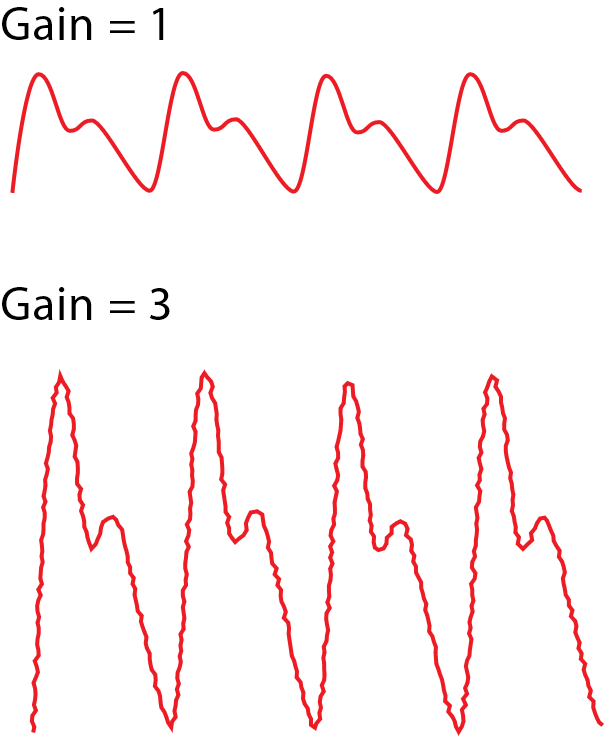 Gain = 1
Gain = 3